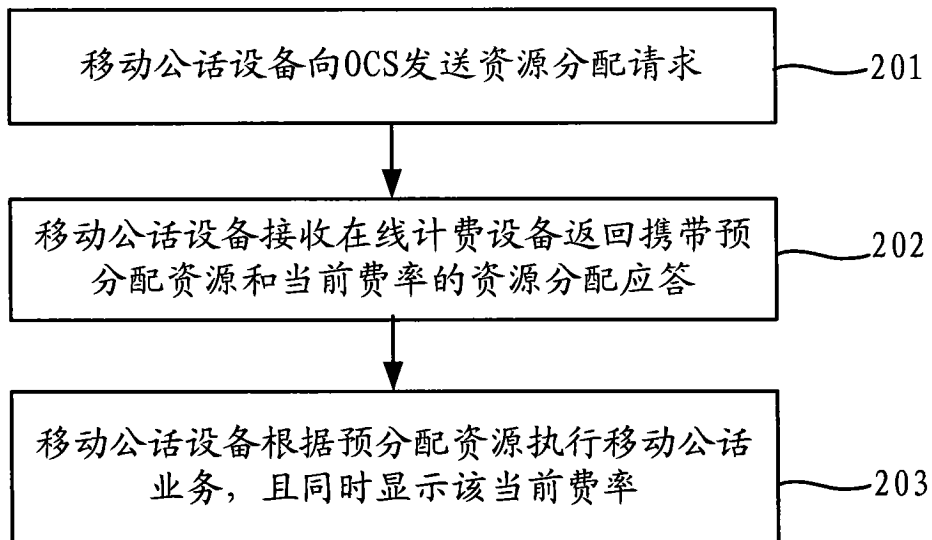 移动公话设备向OCS发送资源分配请求
201
移动公话设备接收在线计费设备返回携带预
分配资源和当前费率的资源分配应答
202
移动公话设备根据预分配资源执行移动公话
业务，且同时显示该当前费率
203